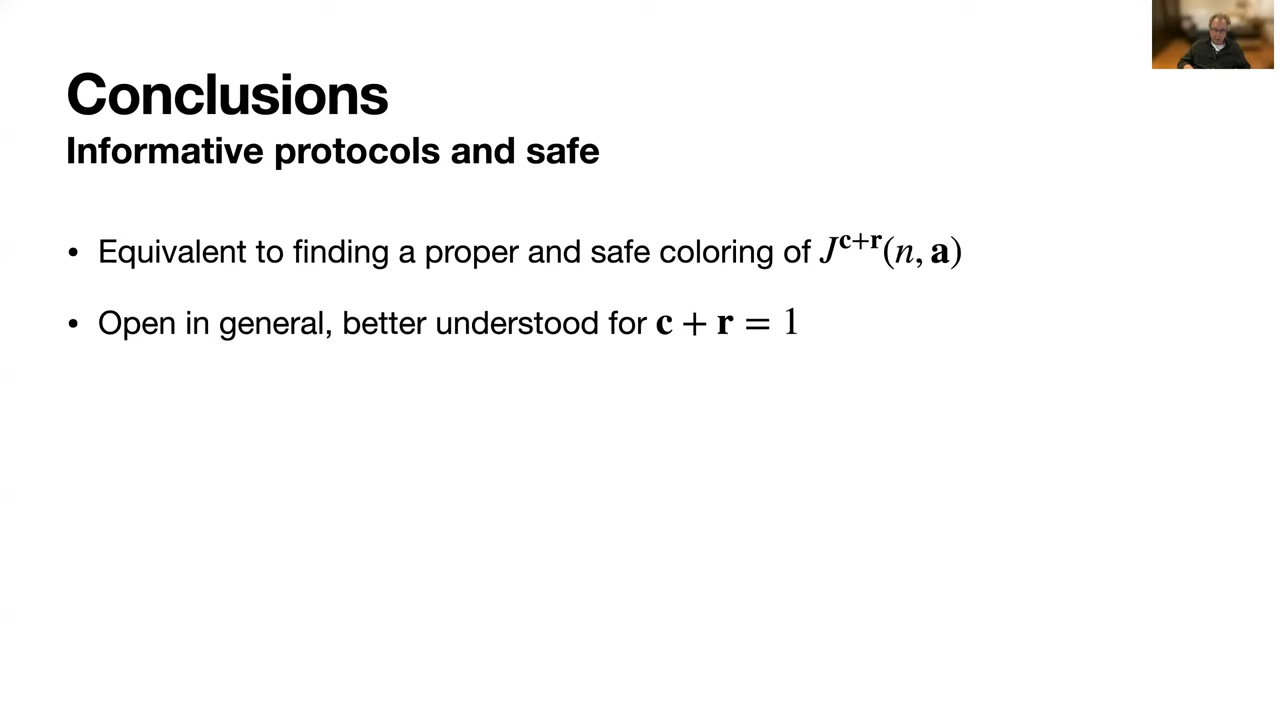 Conclusions
Informative protocols and safe
• Equivalent to finding a proper and safe coloring of J^{c+r}(n, a)
• Open in general, better understood for c + r = 1